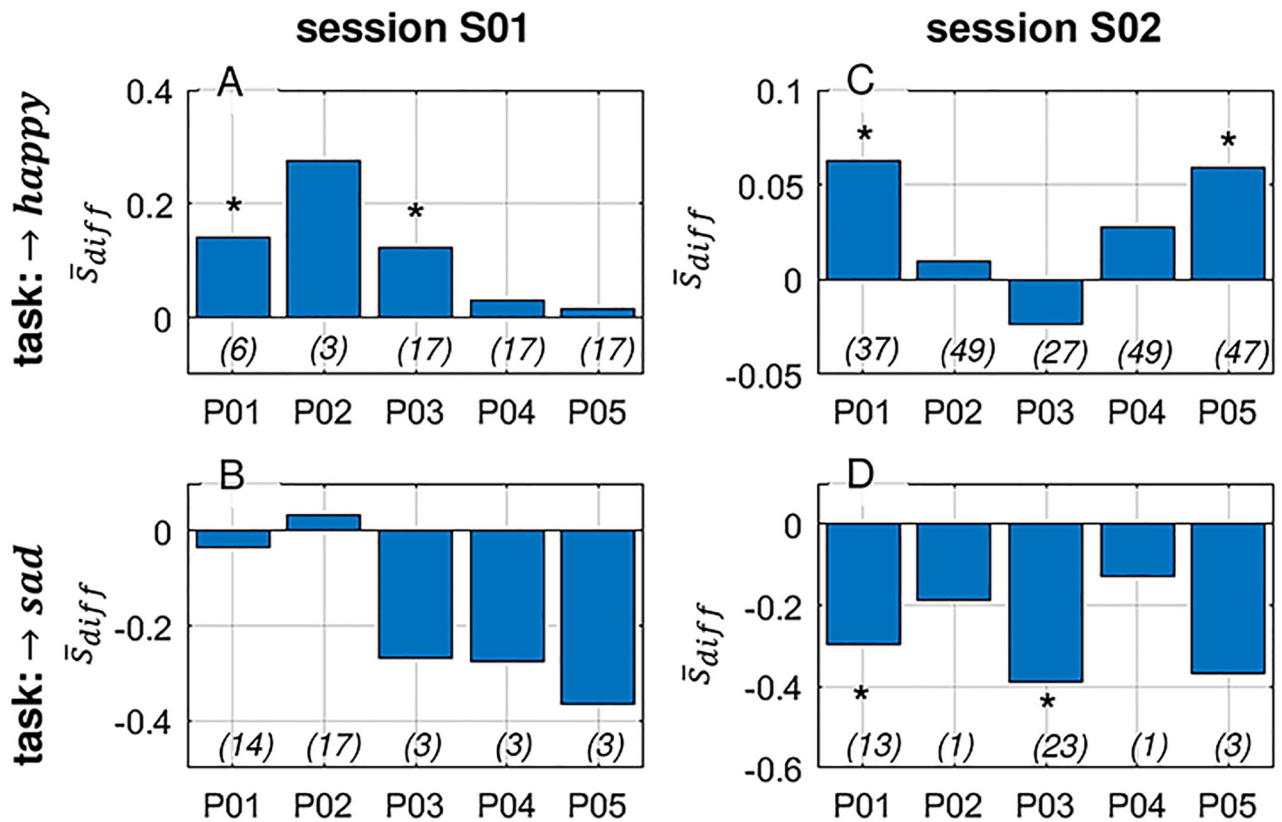 session S01
session S02
task: → happy
A
0.4
0.2
0
s̄diff
* *
(6) (3) (17) (17) (17)
P01 P02 P03 P04 P05
C
0.1
0.05
0
-0.05
s̄diff
* *
(37) (49) (27) (49) (47)
P01 P02 P03 P04 P05
task: → sad
B
0
-0.2
-0.4
s̄diff
(14) (17) (3) (3) (3)
P01 P02 P03 P04 P05
D
0
-0.2
-0.4
-0.6
s̄diff
* *
(13) (1) (23) (1) (3)
P01 P02 P03 P04 P05